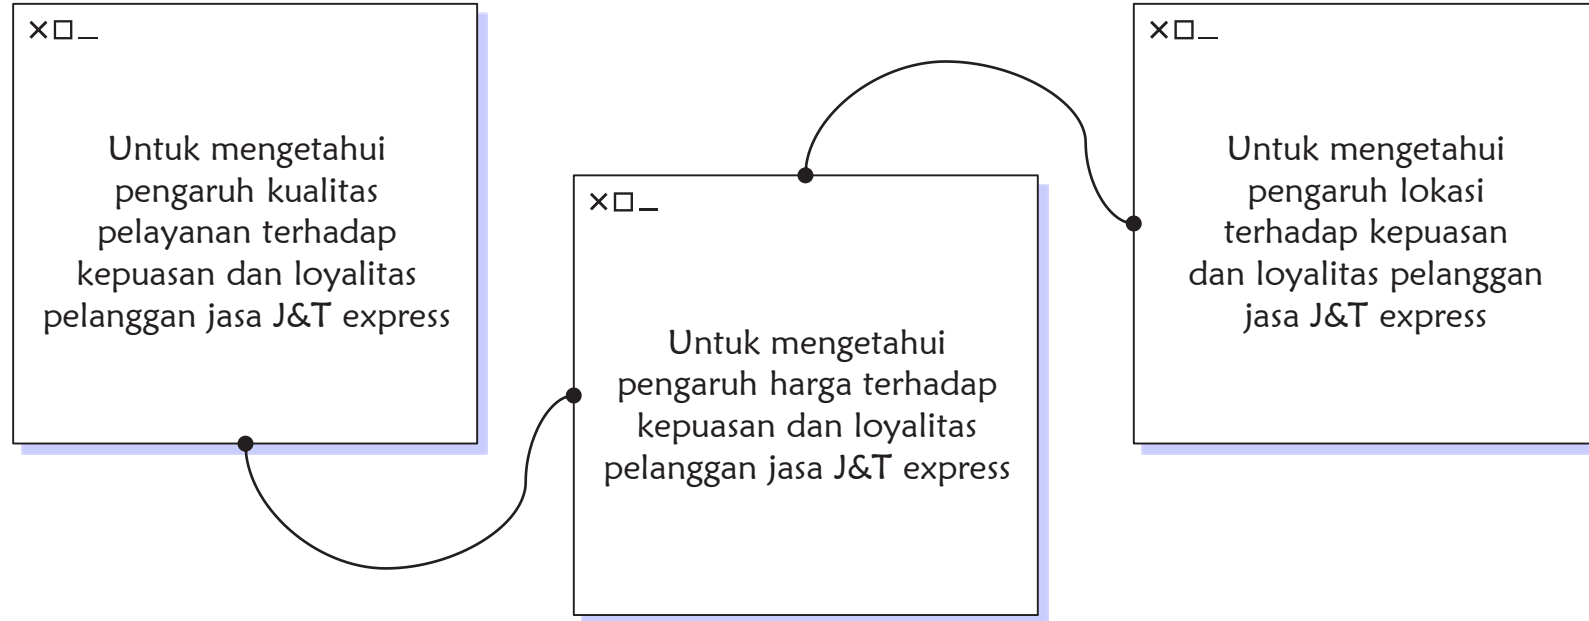 Untuk mengetahui
pengaruh kualitas
pelayanan terhadap
kepuasan dan loyalitas
pelanggan jasa J&T express
Untuk mengetahui
pengaruh harga terhadap
kepuasan dan loyalitas
pelanggan jasa J&T express
Untuk mengetahui
pengaruh lokasi
terhadap kepuasan
dan loyalitas pelanggan
jasa J&T express